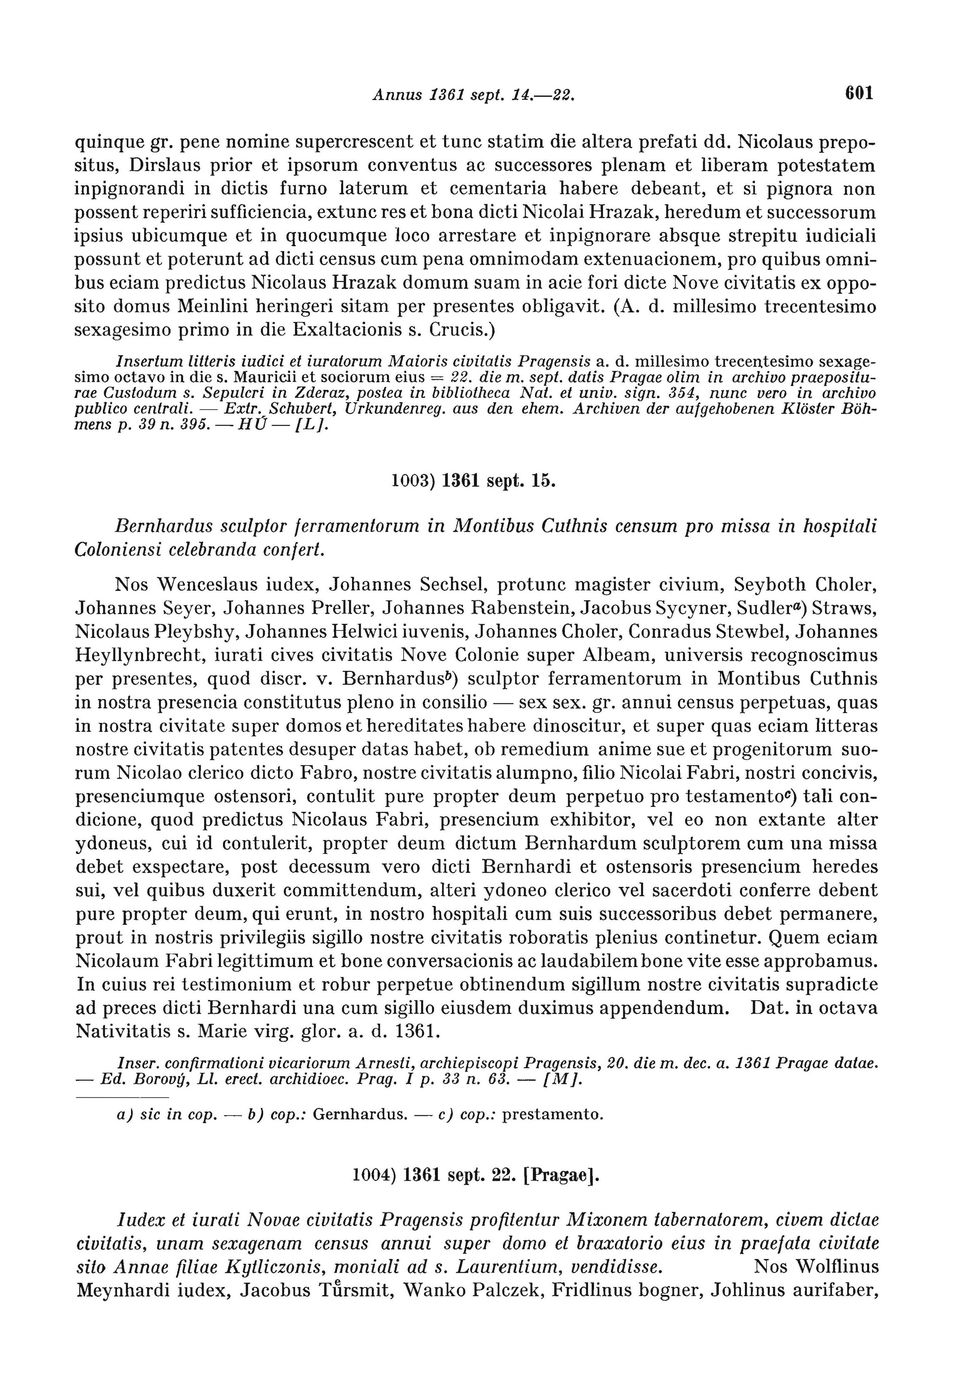 Annus 1361 sept. 14.—22. 601
quinque gr. pene nomine supercrescent et tunc statim die altera prefati dd. Nicolaus prepo-
situs, Dirslaus prior et ipsorum conventus ac successores plenam et liberam potestatem
inpignorandi in dictis furno laterum et cementaria habere debeant, et si pignora non
possent reperiri sufficiencia, extunc res et bona dicti Nicolai Hrazak, heredum et successorum
ipsius ubicumque et in quocumque loco arrestare et inpignorare absque strepitu iudiciali
possunt et poterunt ad dicti census cum pena omnimodam extenuacionem, pro quibus omni-
bus eciam predictus Nicolaus Hrazak domum suam in acie fori dicte Nove civitatis ex oppo-
sito domus Meinlini heringeri sitam per presentes obligavit. (A. d. millesimo trecentesimo
sexagesimo primo in die Exaltacionis s. Crucis.)
Insertum litteris iudici et iuratorum Maioris civitatis Pragensis a. d. millesimo trecentesimo sexage-
simo octavo in die s. Mauricii et sociorum eius = 22. die m. sept. datis Pragae olim in archivo praepositu-
rae Custodum s. Sepulcri in Zderaz, postea in bibliotheca Nat. et univ. sign. 354, nunc vero in archivo
publico centrali. — Extr. Schubert, Urkundenreg. aus den ehem. Archiven der aufgehobenen Klöster Böh-
mens p. 39 n. 395. — HÚ — [L].
1003) 1361 sept. 15.
Bernhardus sculptor ferramentorum in Montibus Cuthnis censum pro missa in hospitali
Coloniensi celebranda confert.
Nos Wenceslaus iudex, Johannes Sechsel, protunc magister civium, Seyboth Choler,
Johannes Seyer, Johannes Preller, Johannes Rabenstein, Jacobus Sycyner, Sudlera) Straws,
Nicolaus Pleybshy, Johannes Helwici iuvenis, Johannes Choler, Conradus Stewbel, Johannes
Heyllynbrecht, iurati cives civitatis Nove Colonie super Albeam, universis recognoscimus
per presentes, quod discr. v. Bernhardusb) sculptor ferramentorum in Montibus Cuthnis
in nostra presencia constitutus pleno in consilio — sex sex. gr. annui census perpetuas, quas
in nostra civitate super domos et hereditates habere dinoscitur, et super quas eciam litteras
nostre civitatis patentes desuper datas habet, ob remedium anime sue et progenitorum suo-
rum Nicolao clerico dicto Fabro, nostre civitatis alumpno, filio Nicolai Fabri, nostri concivis,
presenciumque ostensori, contulit pure propter deum perpetuo pro testamentoc) tali con-
dicione, quod predictus Nicolaus Fabri, presencium exhibitor, vel eo non extante alter
ydoneus, cui id contulerit, propter deum dictum Bernhardum sculptorem cum una missa
debet exspectare, post decessum vero dicti Bernhardi et ostensoris presencium heredes
sui, vel quibus duxerit committendum, alteri ydoneo clerico vel sacerdoti conferre debent
pure propter deum, qui erunt, in nostro hospitali cum suis successoribus debet permanere,
prout in nostris privilegiis sigillo nostre civitatis roboratis plenius continetur. Quem eciam
Nicolaum Fabri legittimum et bone conversacionis ac laudabilem bone vite esse approbamus.
In cuius rei testimonium et robur perpetue obtinendum sigillum nostre civitatis supradicte
ad preces dicti Bernhardi una cum sigillo eiusdem duximus appendendum. Dat. in octava
Nativitatis s. Marie virg. glor. a. d. 1361.
Inser. confirmationi vicariorum Arnesti, archiepiscopi Pragensis, 20. die m. dec. a. 1361 Pragae datae.
— Ed. Borový, Ll. erect. archidioec. Prag. I p. 33 n. 63. — [M].
a) sic in cop. — b) cop.: Gernhardus. — c) cop.: prestamento.
1004) 1361 sept. 22. [Pragae].
Iudex et iurati Novae civitatis Pragensis profitentur Mixonem tabernatorem, civem dictae
civitatis, unam sexagenam census annui super domo et braxatorio eius in praefata civitate
sito Annae filiae Kytliczonis, moniali ad s. Laurentium, vendidisse. Nos Wolflinus
Meynhardi iudex, Jacobus Tuͤrsmit, Wanko Palczek, Fridlinus bogner, Johlinus aurifaber,